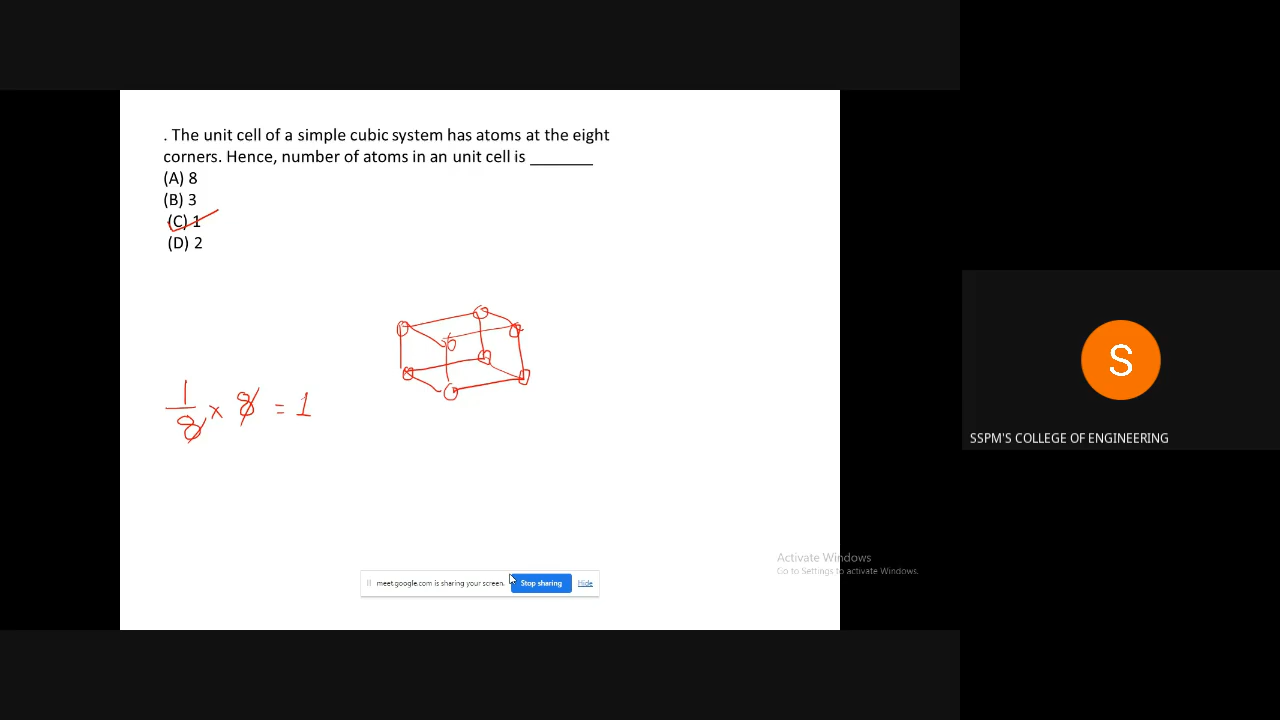 . The unit cell of a simple cubic system has atoms at the eight
corners. Hence, number of atoms in an unit cell is _______
(A) 8
(B) 3
(C) 1
(D) 2
1/8 × 8 = 1
S
SSPM'S COLLEGE OF ENGINEERING
Activate Windows
Go to Settings to activate Windows.
meet.google.com is sharing your screen.
Stop sharing
Hide